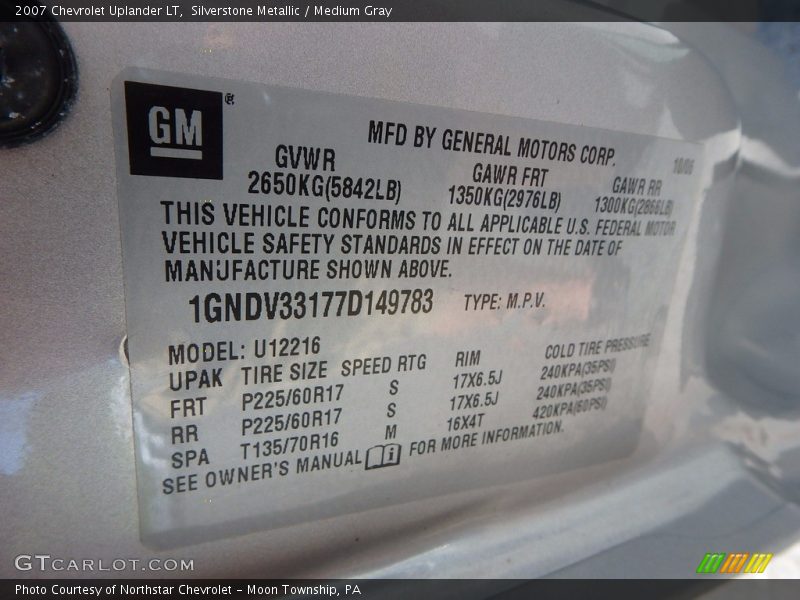 2007 Chevrolet Uplander LT, Silverstone Metallic / Medium Gray
GM®
MFD BY GENERAL MOTORS CORP.
10/06
GVWR GAWR FRT GAWR RR
2650KG(5842LB) 1350KG(2976LB) 1300KG(2866LB)
THIS VEHICLE CONFORMS TO ALL APPLICABLE U.S. FEDERAL MOTOR
VEHICLE SAFETY STANDARDS IN EFFECT ON THE DATE OF
MANUFACTURE SHOWN ABOVE.
1GNDV33177D149783 TYPE: M.P.V.
MODEL: U12216
UPAK TIRE SIZE SPEED RTG RIM COLD TIRE PRESSURE
FRT P225/60R17 S 17X6.5J 240KPA(35PSI)
RR P225/60R17 S 17X6.5J 240KPA(35PSI)
SPA T135/70R16 M 16X4T 420KPA(60PSI)
SEE OWNER'S MANUAL i FOR MORE INFORMATION.
GTCARLOT.COM
Photo Courtesy of Northstar Chevrolet - Moon Township, PA